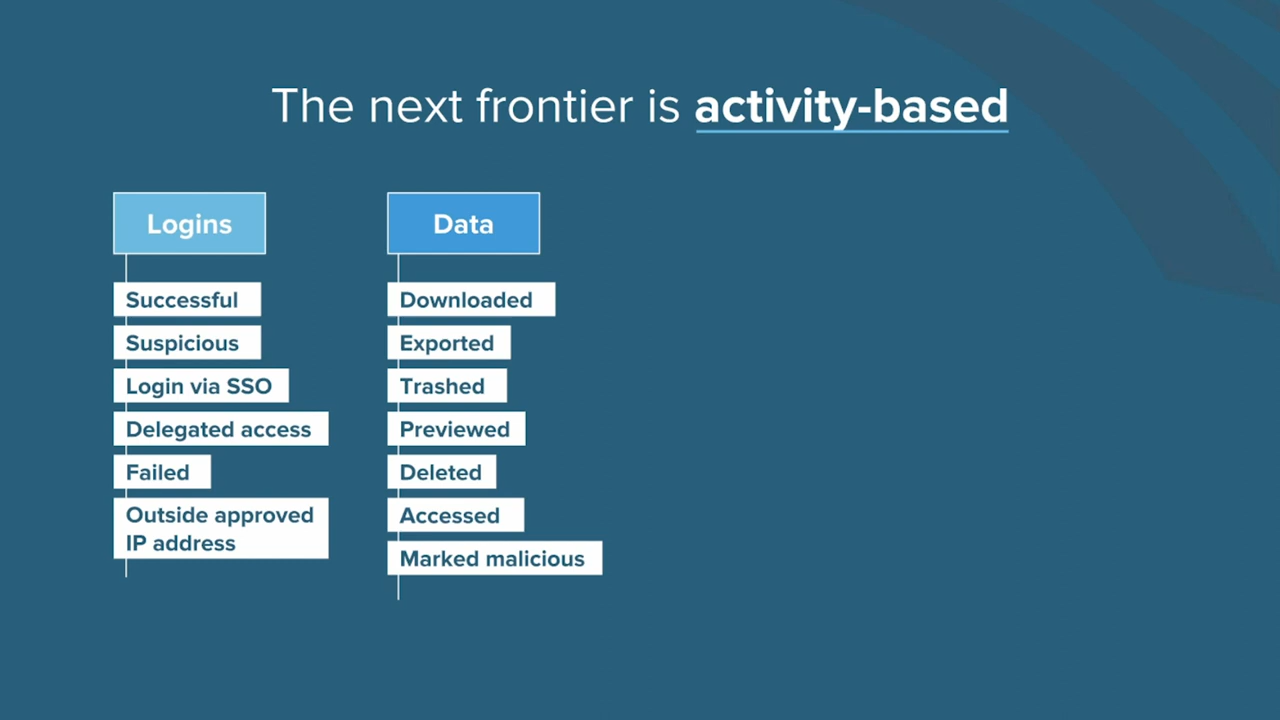 The next frontier is activity-based
Logins
Successful
Suspicious
Login via SSO
Delegated access
Failed
Outside approved
IP address
Data
Downloaded
Exported
Trashed
Previewed
Deleted
Accessed
Marked malicious